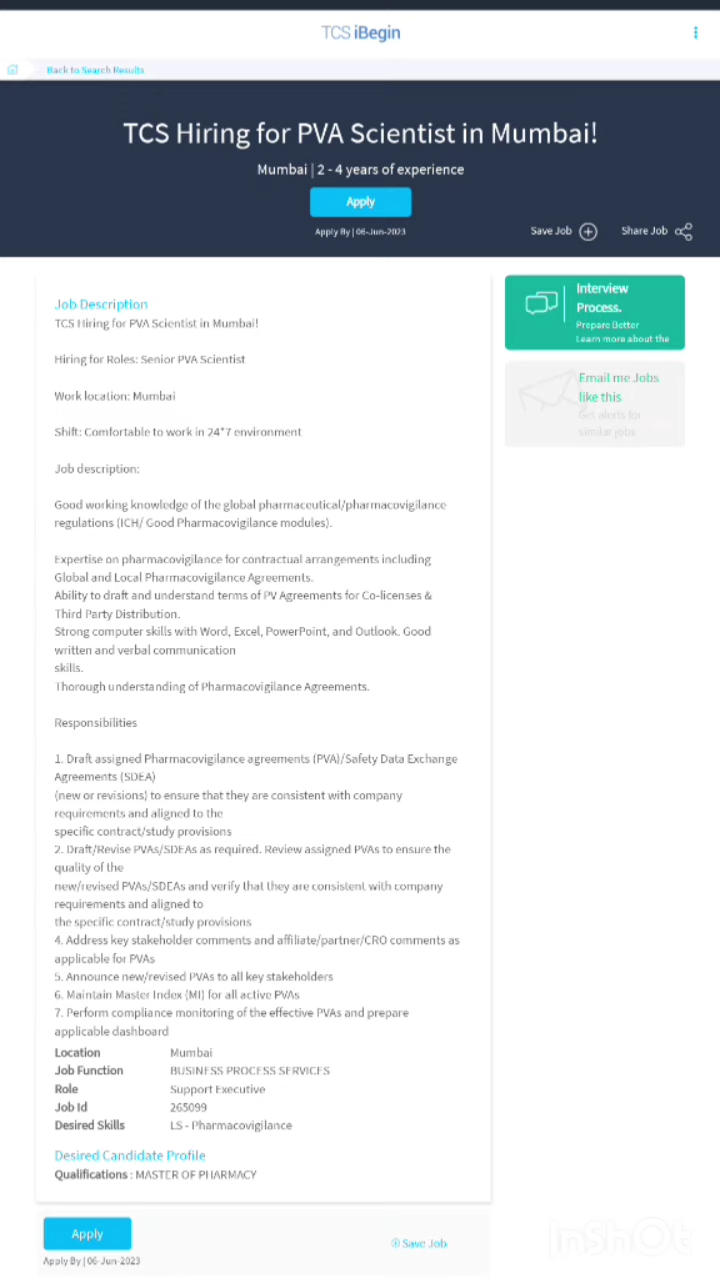 TCS iBegin
Back to Search Results
TCS Hiring for PVA Scientist in Mumbai!
Mumbai | 2 - 4 years of experience
Apply
Apply By | 06-Jun-2023
Save Job
Share Job
Job Description
TCS Hiring for PVA Scientist in Mumbai!
Hiring for Roles: Senior PVA Scientist
Work location: Mumbai
Shift: Comfortable to work in 24*7 environment
Job description:
Good working knowledge of the global pharmaceutical/pharmacovigilance
regulations (ICH/ Good Pharmacovigilance modules).
Expertise on pharmacovigilance for contractual arrangements including
Global and Local Pharmacovigilance Agreements.
Ability to draft and understand terms of PV Agreements for Co-licenses &
Third Party Distribution.
Strong computer skills with Word, Excel, PowerPoint, and Outlook. Good
written and verbal communication
skills.
Thorough understanding of Pharmacovigilance Agreements.
Responsibilities
1. Draft assigned Pharmacovigilance agreements (PVA)/Safety Data Exchange
Agreements (SDEA)
(new or revisions) to ensure that they are consistent with company
requirements and aligned to the
specific contract/study provisions
2. Draft/Revise PVAs/SDEAs as required. Review assigned PVAs to ensure the
quality of the
new/revised PVAs/SDEAs and verify that they are consistent with company
requirements and aligned to
the specific contract/study provisions
4. Address key stakeholder comments and affiliate/partner/CRO comments as
applicable for PVAs
5. Announce new/revised PVAs to all key stakeholders
6. Maintain Master Index (MI) for all active PVAs
7. Perform compliance monitoring of the effective PVAs and prepare
applicable dashboard
Location Mumbai
Job Function BUSINESS PROCESS SERVICES
Role Support Executive
Job Id 265099
Desired Skills LS - Pharmacovigilance
Desired Candidate Profile
Qualifications : MASTER OF PHARMACY
Apply
Apply By | 06-Jun-2023
Save Job
Interview
Process.
Prepare Better
Learn more about the
Email me Jobs
like this
Get alerts for
similar jobs
InShOt